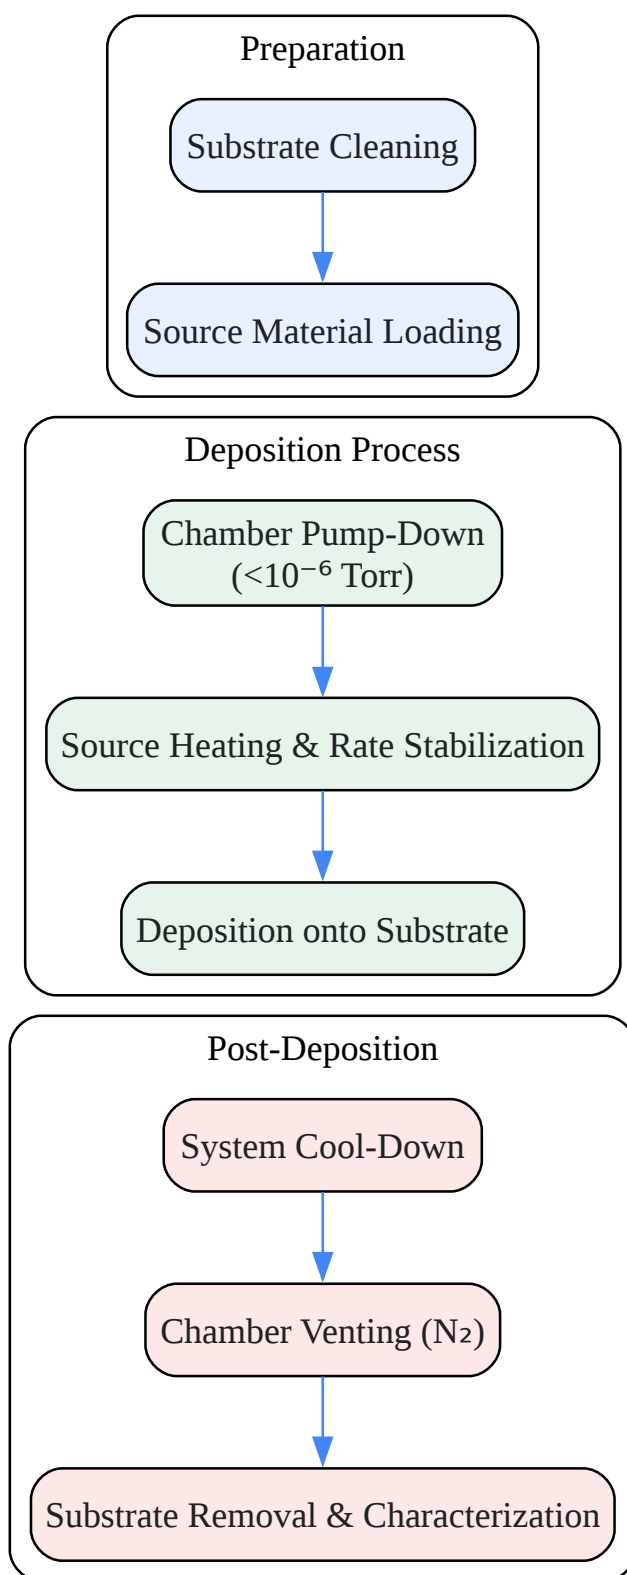 Preparation
Substrate Cleaning
Source Material Loading
Deposition Process
Chamber Pump-Down
(<10⁻⁶ Torr)
Source Heating & Rate Stabilization
Deposition onto Substrate
Post-Deposition
System Cool-Down
Chamber Venting (N₂)
Substrate Removal & Characterization